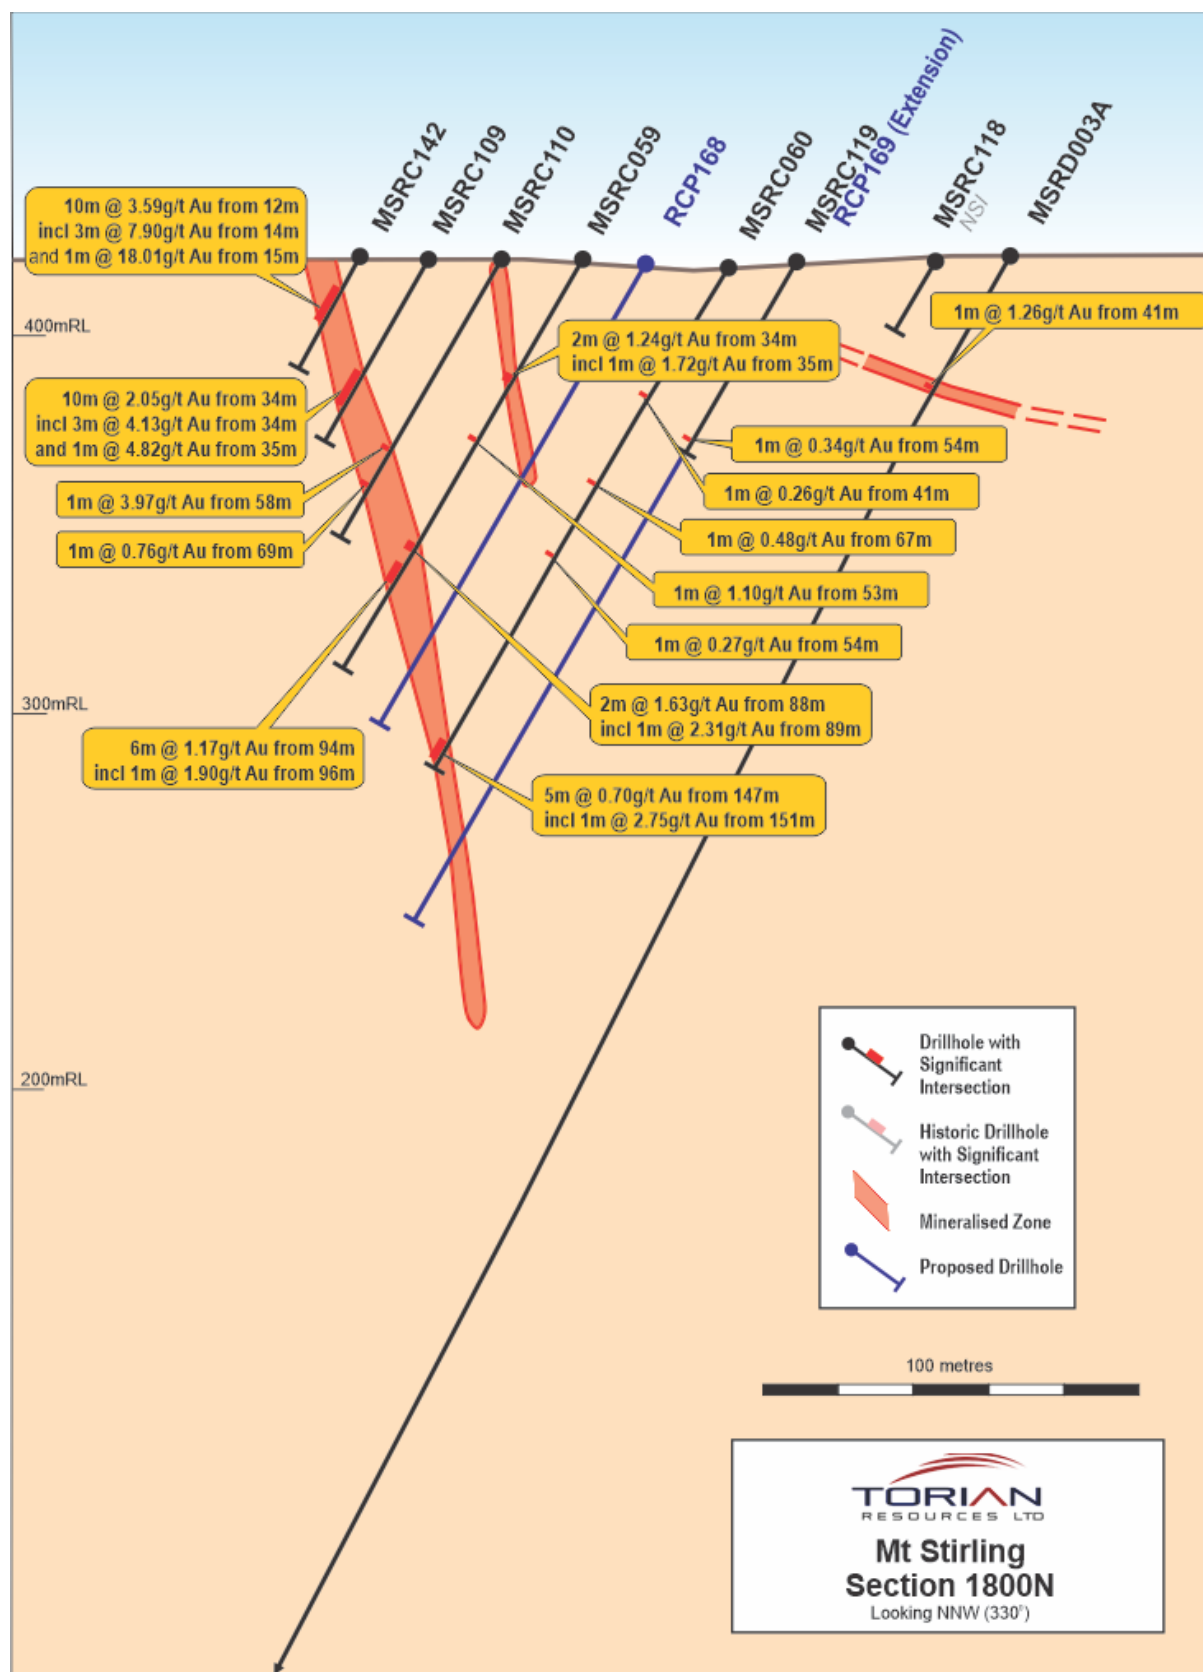 MSRC142
MSRC109
MSRC110
MSRC059
RCP168
MSRC060
MSRC119
RCP169 (Extension)
MSRC118
NSI
MSRD003A
10m @ 3.59g/t Au from 12m
incl 3m @ 7.90g/t Au from 14m
and 1m @ 18.01g/t Au from 15m
1m @ 1.26g/t Au from 41m
400mRL
2m @ 1.24g/t Au from 34m
incl 1m @ 1.72g/t Au from 35m
10m @ 2.05g/t Au from 34m
incl 3m @ 4.13g/t Au from 34m
and 1m @ 4.82g/t Au from 35m
1m @ 0.34g/t Au from 54m
1m @ 3.97g/t Au from 58m
1m @ 0.26g/t Au from 41m
1m @ 0.76g/t Au from 69m
1m @ 0.48g/t Au from 67m
1m @ 1.10g/t Au from 53m
1m @ 0.27g/t Au from 54m
300mRL
2m @ 1.63g/t Au from 88m
incl 1m @ 2.31g/t Au from 89m
6m @ 1.17g/t Au from 94m
incl 1m @ 1.90g/t Au from 96m
5m @ 0.70g/t Au from 147m
incl 1m @ 2.75g/t Au from 151m
200mRL
Drillhole with
Significant
Intersection
Historic Drillhole
with Significant
Intersection
Mineralised Zone
Proposed Drillhole
100 metres
TORIAN
RESOURCES LTD
Mt Stirling
Section 1800N
Looking NNW (330°)